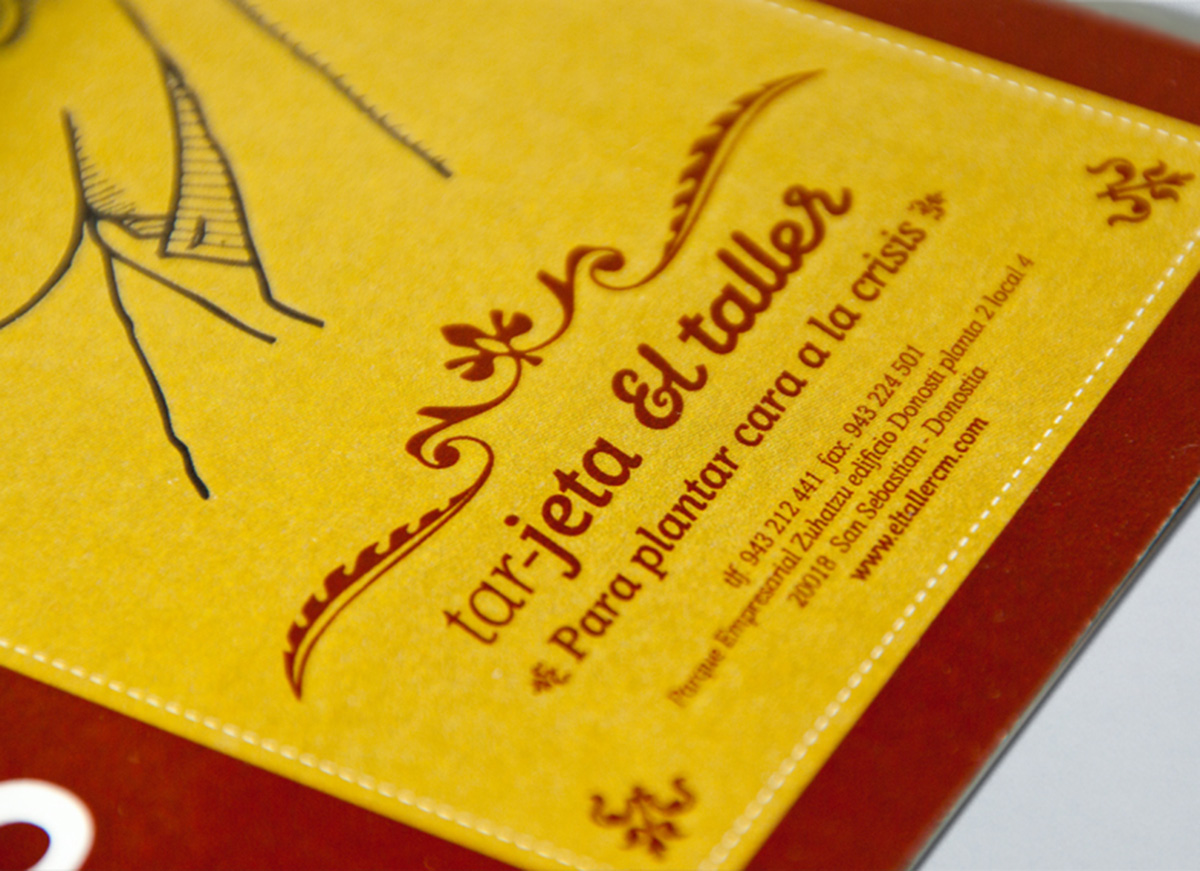 tar-jeta El taller
Para plantar cara a la crisis
tlf 943 212 441 fax. 943 224 501
Parque Empresarial Zuhatzu edificio Donosti planta 2 local 4
20018 San Sebastian - Donostia
www.eltallercm.com